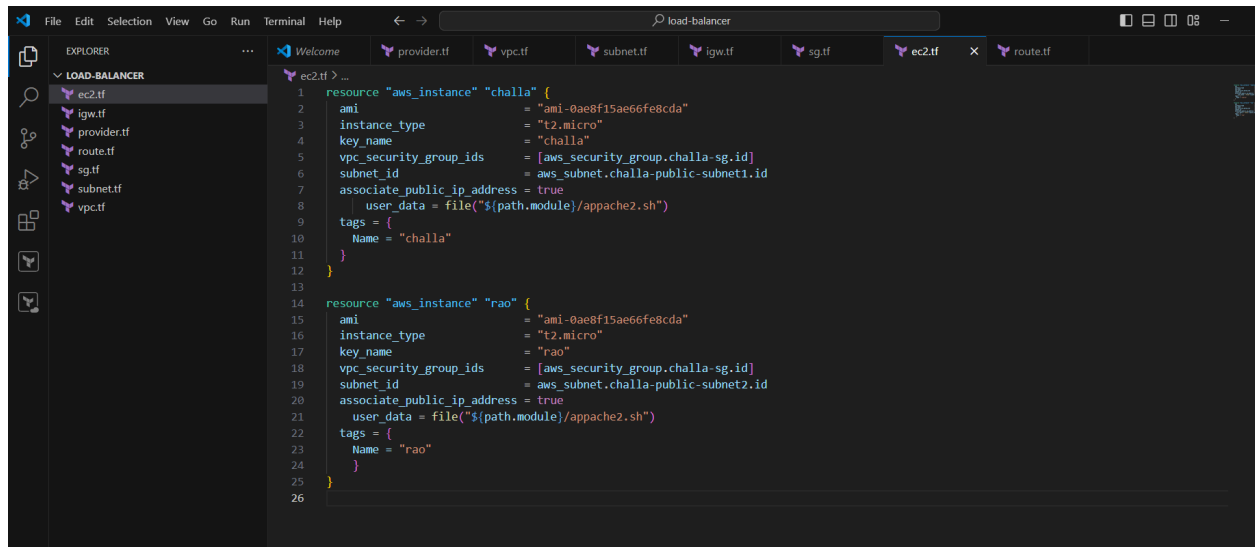 File Edit Selection View Go Run Terminal Help
load-balancer
EXPLORER
Welcome
provider.tf
vpc.tf
subnet.tf
igw.tf
sg.tf
ec2.tf
route.tf
LOAD-BALANCER
ec2.tf
igw.tf
provider.tf
route.tf
sg.tf
subnet.tf
vpc.tf
ec2.tf > ...
1 resource "aws_instance" "challa" {
2 ami = "ami-0ae8f15ae66fe8cda"
3 instance_type = "t2.micro"
4 key_name = "challa"
5 vpc_security_group_ids = [aws_security_group.challa-sg.id]
6 subnet_id = aws_subnet.challa-public-subnet1.id
7 associate_public_ip_address = true
8 user_data = file("${path.module}/appache2.sh")
9 tags = {
10 Name = "challa"
11 }
12 }
13
14 resource "aws_instance" "rao" {
15 ami = "ami-0ae8f15ae66fe8cda"
16 instance_type = "t2.micro"
17 key_name = "rao"
18 vpc_security_group_ids = [aws_security_group.challa-sg.id]
19 subnet_id = aws_subnet.challa-public-subnet2.id
20 associate_public_ip_address = true
21 user_data = file("${path.module}/appache2.sh")
22 tags = {
23 Name = "rao"
24 }
25 }
26